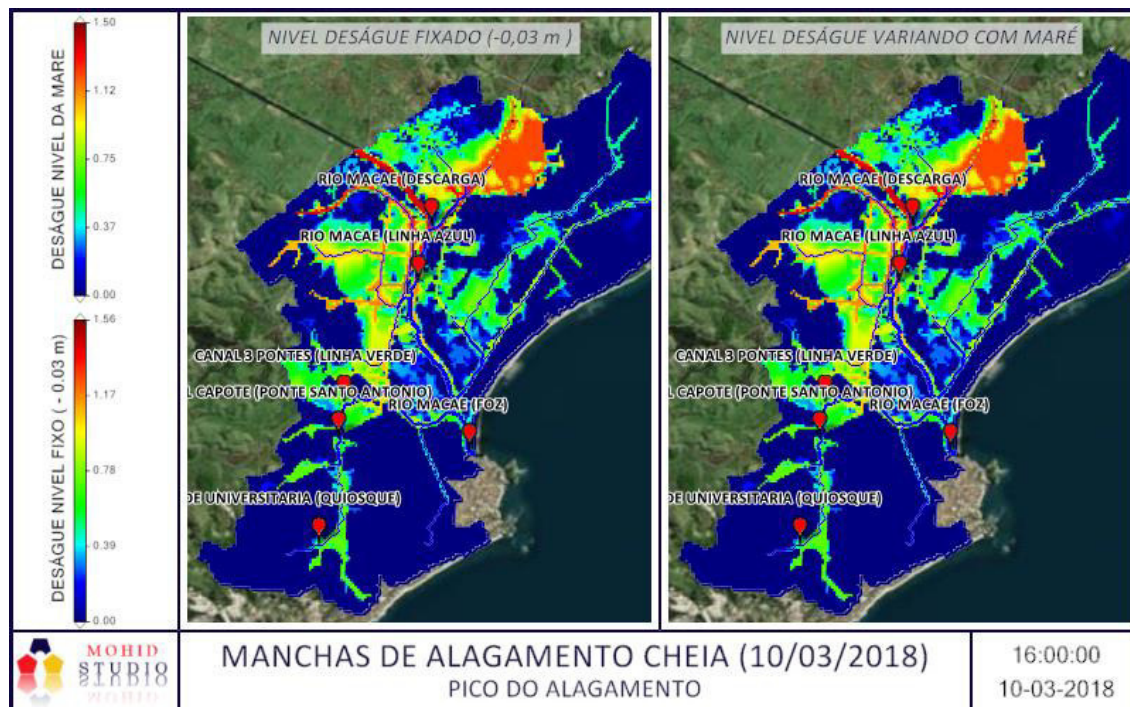 DESÁGUE NIVEL DA MARE
1.50
1.12
0.75
0.37
0.00
DESÁGUE NIVEL FIXO ( - 0.03 m)
1.56
1.17
0.78
0.39
0.00
NIVEL DESÁGUE FIXADO (-0,03 m )
RIO MACAE (DESCARGA)
RIO MACAE (LINHA AZUL)
CANAL 3 PONTES (LINHA VERDE)
L CAPOTE (PONTE SANTO ANTONIO)
RIO MACAE (FOZ)
DE UNIVERSITARIA (QUIOSQUE)
NIVEL DESÁGUE VARIANDO COM MARÉ
RIO MACAE (DESCARGA)
RIO MACAE (LINHA AZUL)
CANAL 3 PONTES (LINHA VERDE)
L CAPOTE (PONTE SANTO ANTONIO)
RIO MACAE (FOZ)
DE UNIVERSITARIA (QUIOSQUE)
MOHID
STUDIO
MANCHAS DE ALAGAMENTO CHEIA (10/03/2018)
PICO DO ALAGAMENTO
16:00:00
10-03-2018